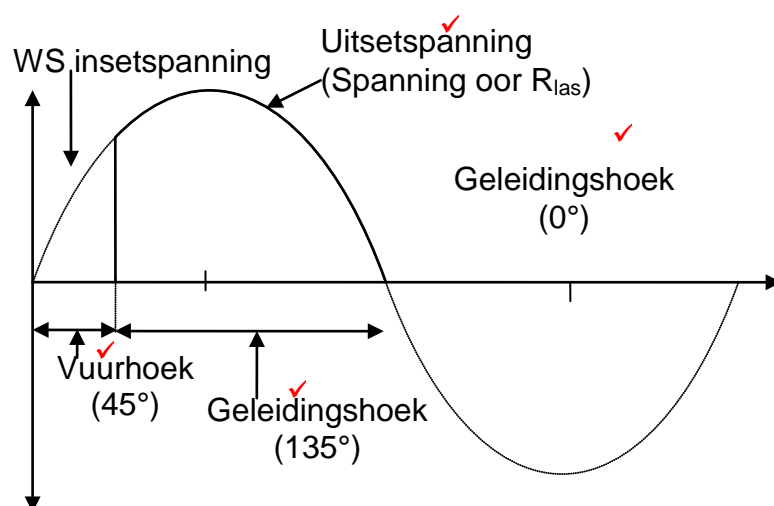 WS insetspanning
Uitsetspanning
(Spanning oor Rlas)
Geleidingshoek
(0°)
Vuurhoek
(45°)
Geleidingshoek
(135°)